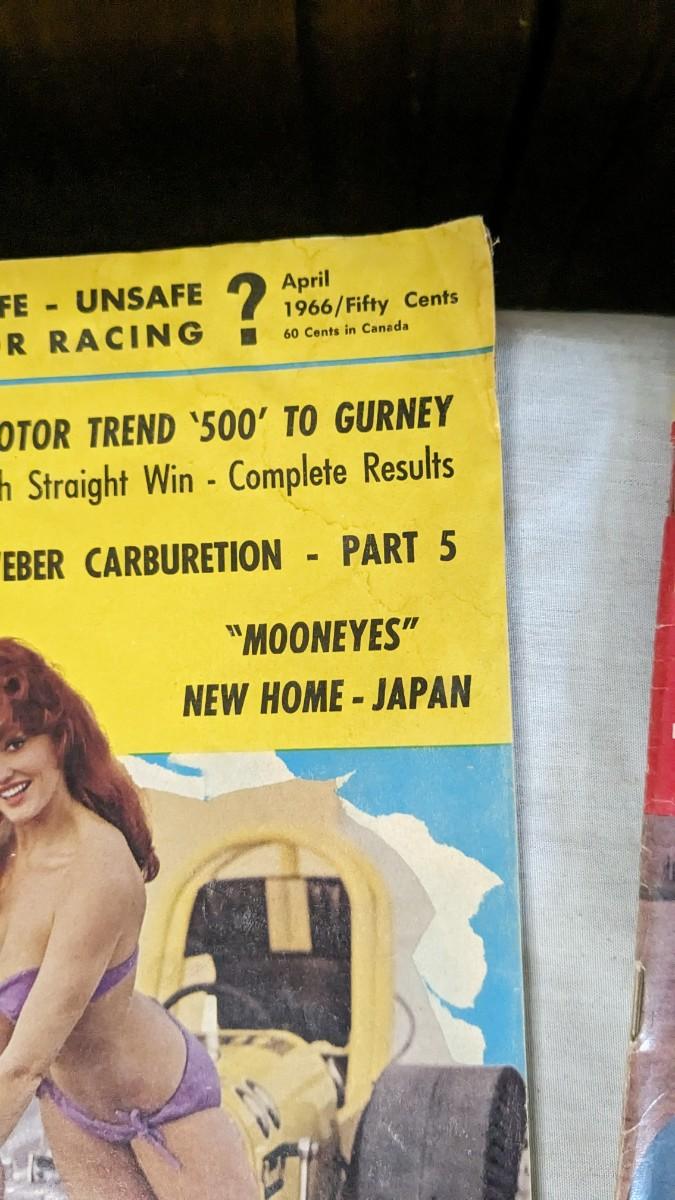 FE - UNSAFE
R RACING
?
April
1966/Fifty Cents
60 Cents in Canada
OTOR TREND '500' TO GURNEY
h Straight Win - Complete Results
EBER CARBURETION - PART 5
"MOONEYES"
NEW HOME - JAPAN